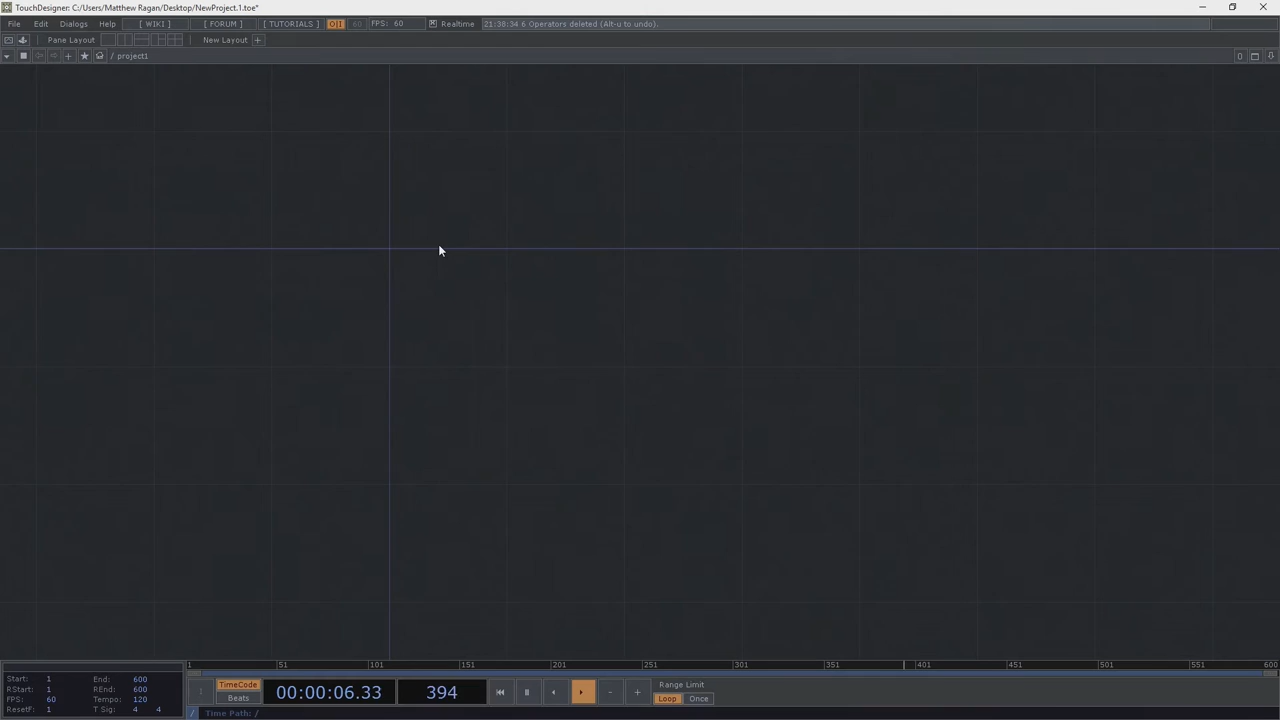 TouchDesigner: C:/Users/Matthew Ragan/Desktop/NewProject.1.toe*
File Edit Dialogs Help [ WIKI ] [ FORUM ] [ TUTORIALS ] O|I 60 FPS: 60 Realtime 21:38:34 6 Operators deleted (Alt-u to undo).
Pane Layout New Layout +
/ project1 0
1 51 101 151 201 251 301 351 401 451 501 551 600
Start: 1 End: 600
RStart: 1 REnd: 600
FPS: 60 Tempo: 120
ResetF: 1 T Sig: 4 4
TimeCode
Beats
00:00:06.33 394
Range Limit
Loop Once
/ Time Path: /